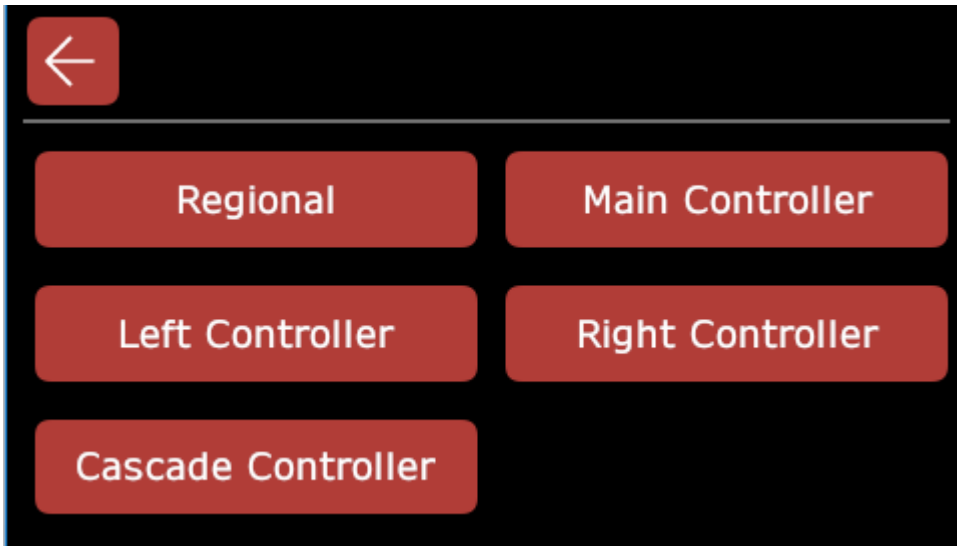 Regional
Main Controller
Left Controller
Right Controller
Cascade Controller